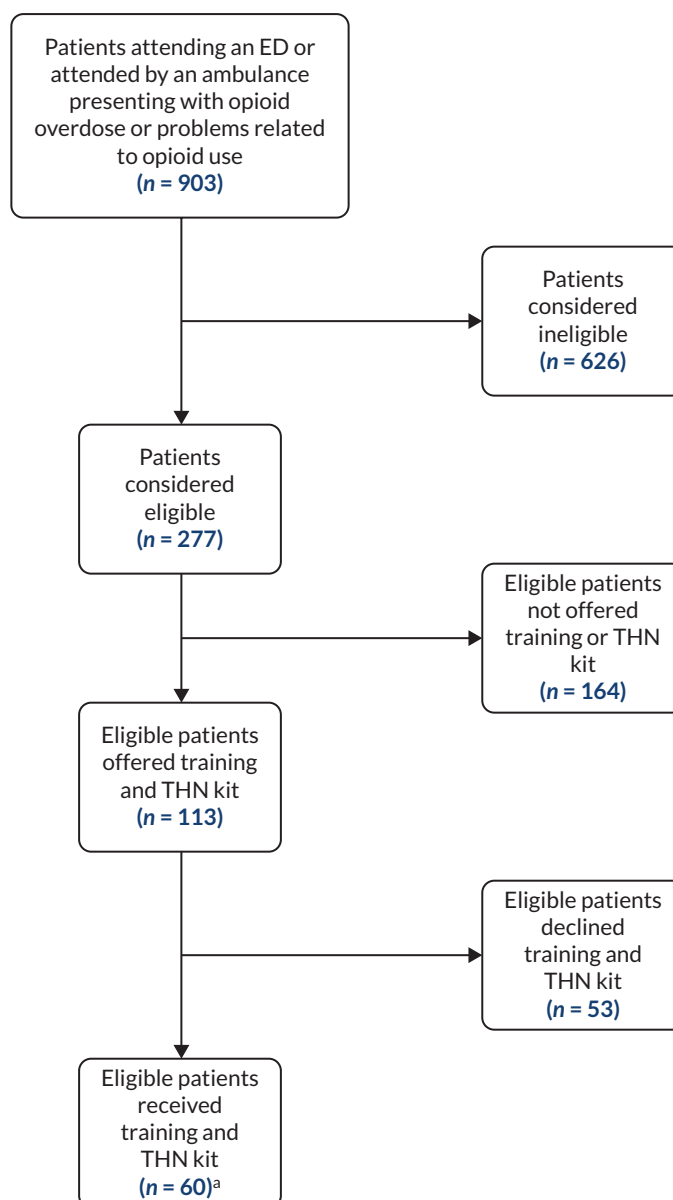 Patients attending an ED or
attended by an ambulance
presenting with opioid
overdose or problems related
to opioid use
(n = 903)
Patients
considered
ineligible
(n = 626)
Patients
considered
eligible
(n = 277)
Eligible patients
not offered
training or THN
kit
(n = 164)
Eligible patients
offered training
and THN kit
(n = 113)
Eligible patients
declined
training and
THN kit
(n = 53)
Eligible patients
received
training and
THN kit
(n = 60)a